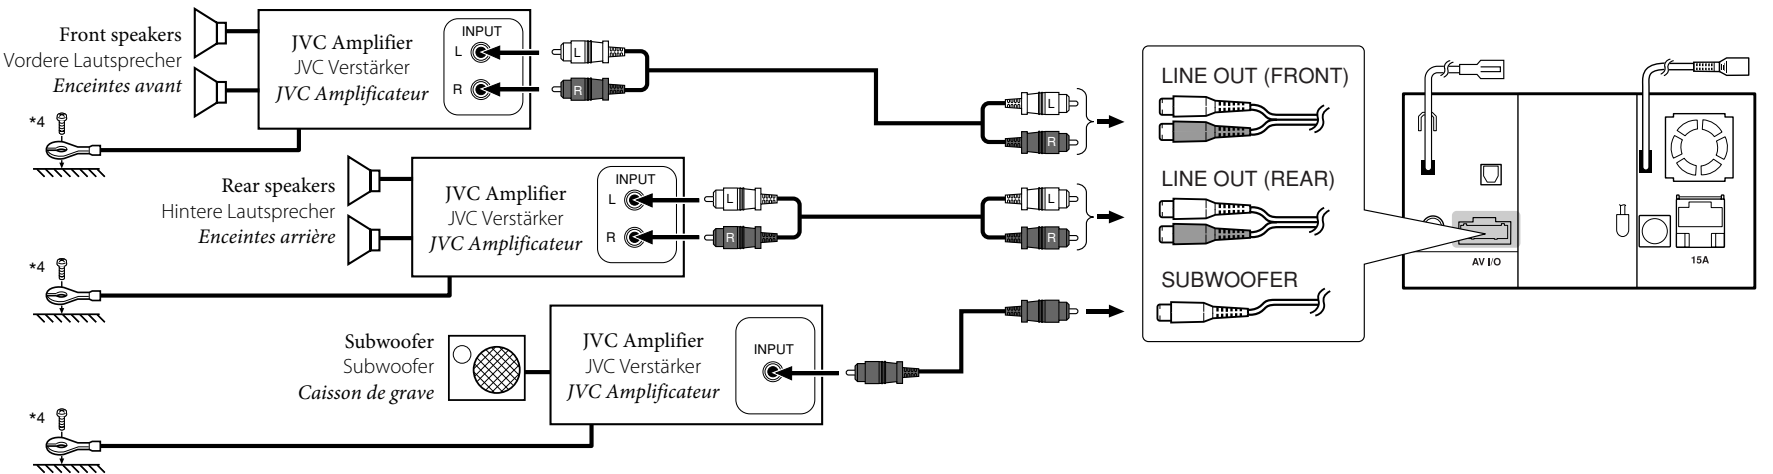 Front speakers
Vordere Lautsprecher
Enceintes avant
JVC Amplifier
JVC Verstärker
JVC Amplificateur
INPUT
L
R
L
R
L
R
*4
Rear speakers
Hintere Lautsprecher
Enceintes arrière
JVC Amplifier
JVC Verstärker
JVC Amplificateur
INPUT
L
R
L
R
L
R
*4
Subwoofer
Subwoofer
Caisson de grave
JVC Amplifier
JVC Verstärker
JVC Amplificateur
INPUT
*4
LINE OUT (FRONT)
LINE OUT (REAR)
SUBWOOFER
AV I/O
15A